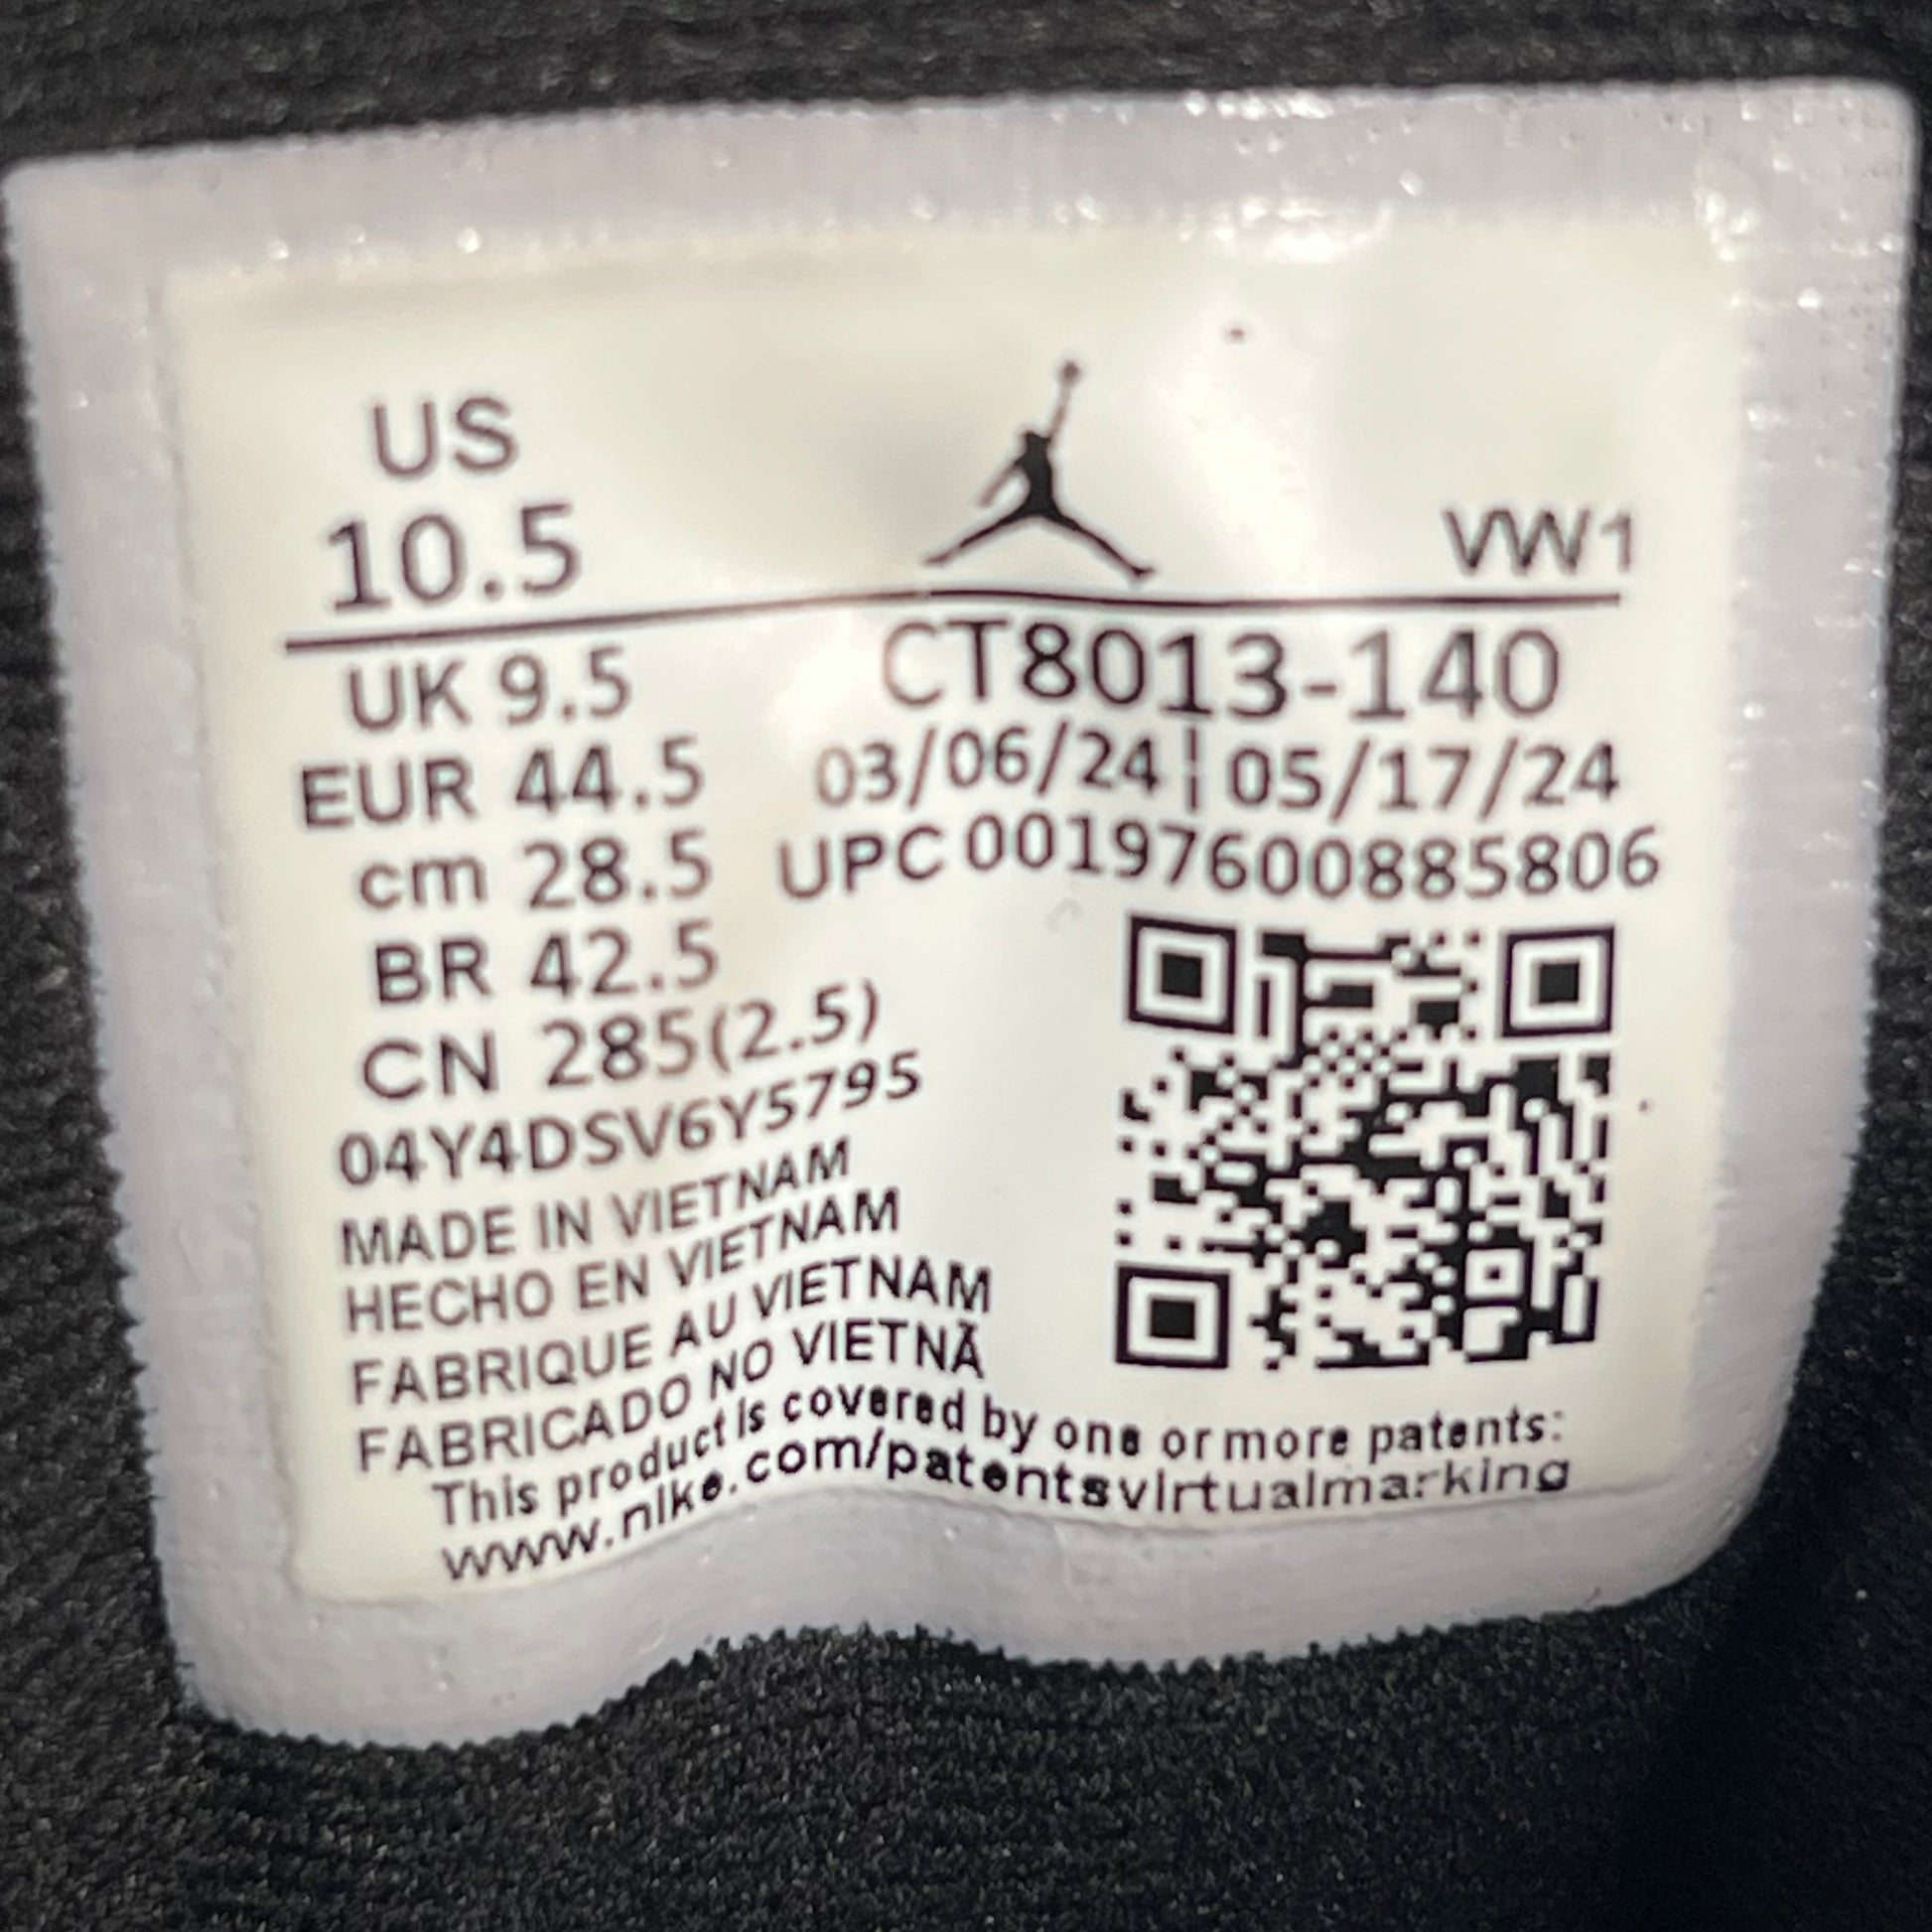 US
10.5
VW1
UK 9.5
CT8013-140
EUR 44.5
03/06/24 | 05/17/24
cm 28.5
UPC 00197600885806
BR 42.5
CN 285(2.5)
04Y4DSV6Y5795
MADE IN VIETNAM
HECHO EN VIETNAM
FABRIQUE AU VIETNAM
FABRICADO NO VIETNÃ
This product is covered by one or more patents:
www.nike.com/patentsvirtualmarking